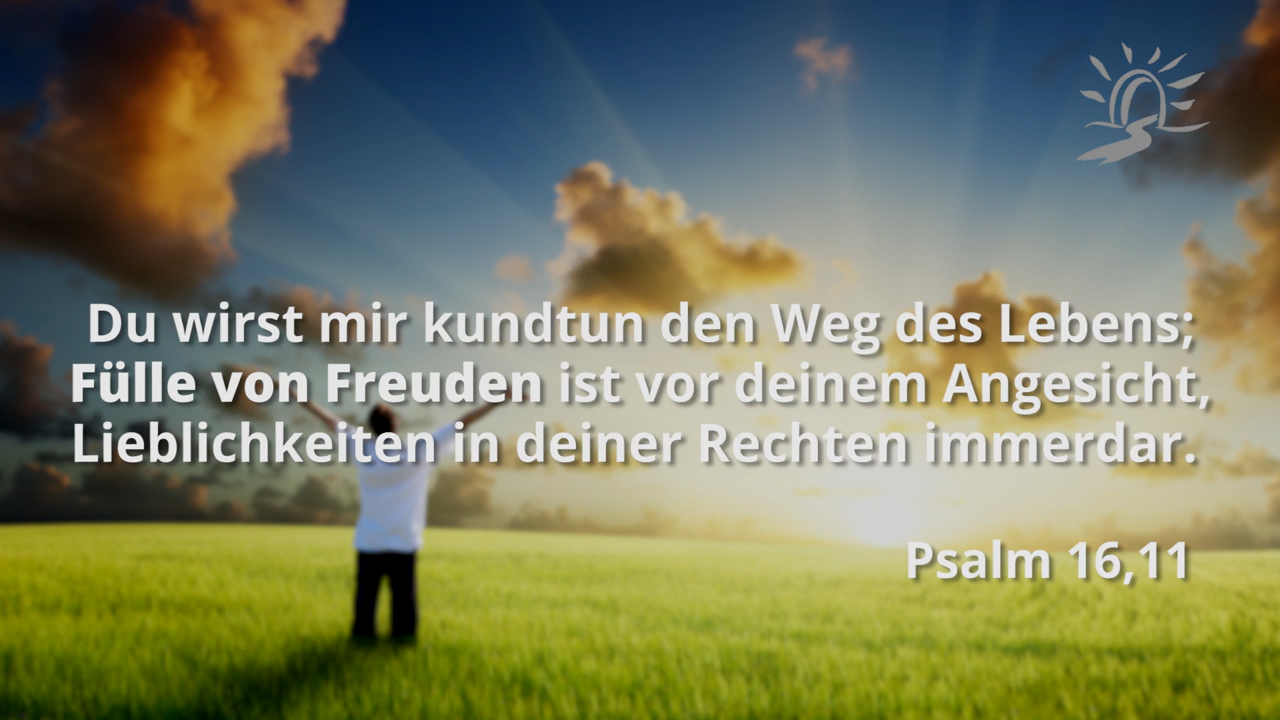 Du wirst mir kundtun den Weg des Lebens;
Fülle von Freuden ist vor deinem Angesicht,
Lieblichkeiten in deiner Rechten immerdar.
Psalm 16,11